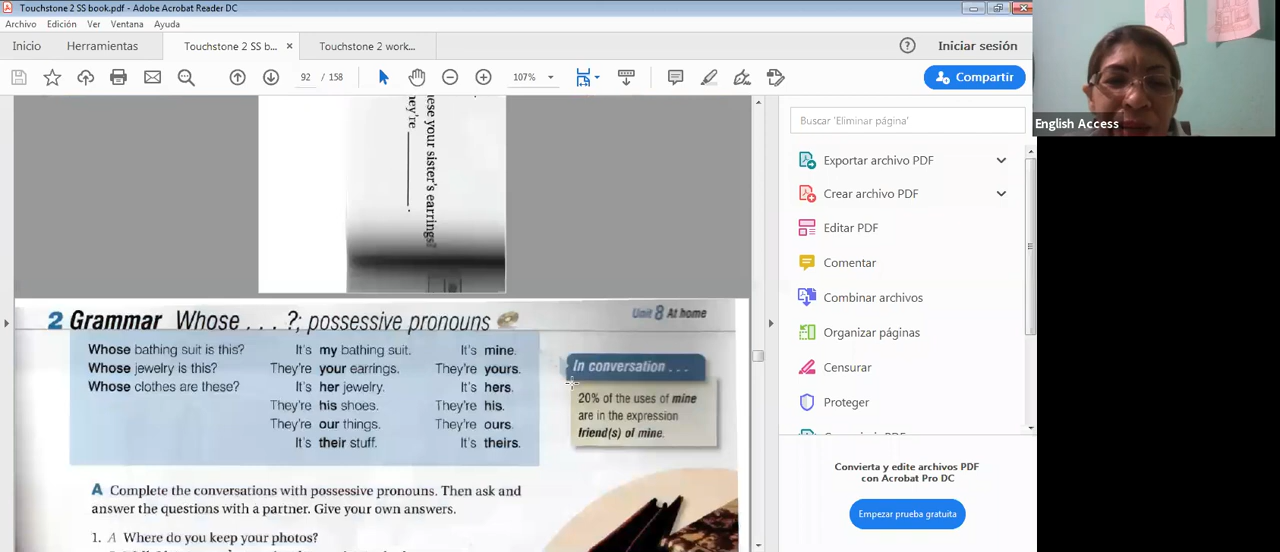 Touchstone 2 SS book.pdf - Adobe Acrobat Reader DC
Archivo Edición Ver Ventana Ayuda
Inicio Herramientas Touchstone 2 SS b... × Touchstone 2 work... Iniciar sesión
92 / 158 107% Compartir
English Access
Buscar 'Eliminar página'
Exportar archivo PDF
Crear archivo PDF
Editar PDF
Comentar
Combinar archivos
Organizar páginas
Censurar
Proteger
Convierta y edite archivos PDF
con Acrobat Pro DC
Empezar prueba gratuita
ese your sister's earrings?
ey're ________ .
Unit 8 At home
2 Grammar Whose . . . ?; possessive pronouns
Whose bathing suit is this? It's my bathing suit. It's mine.
Whose jewelry is this? They're your earrings. They're yours.
Whose clothes are these? It's her jewelry. It's hers.
They're his shoes. They're his.
They're our things. They're ours.
It's their stuff. It's theirs.
In conversation . . .
20% of the uses of mine
are in the expression
friend(s) of mine.
A Complete the conversations with possessive pronouns. Then ask and
answer the questions with a partner. Give your own answers.
1. A Where do you keep your photos?